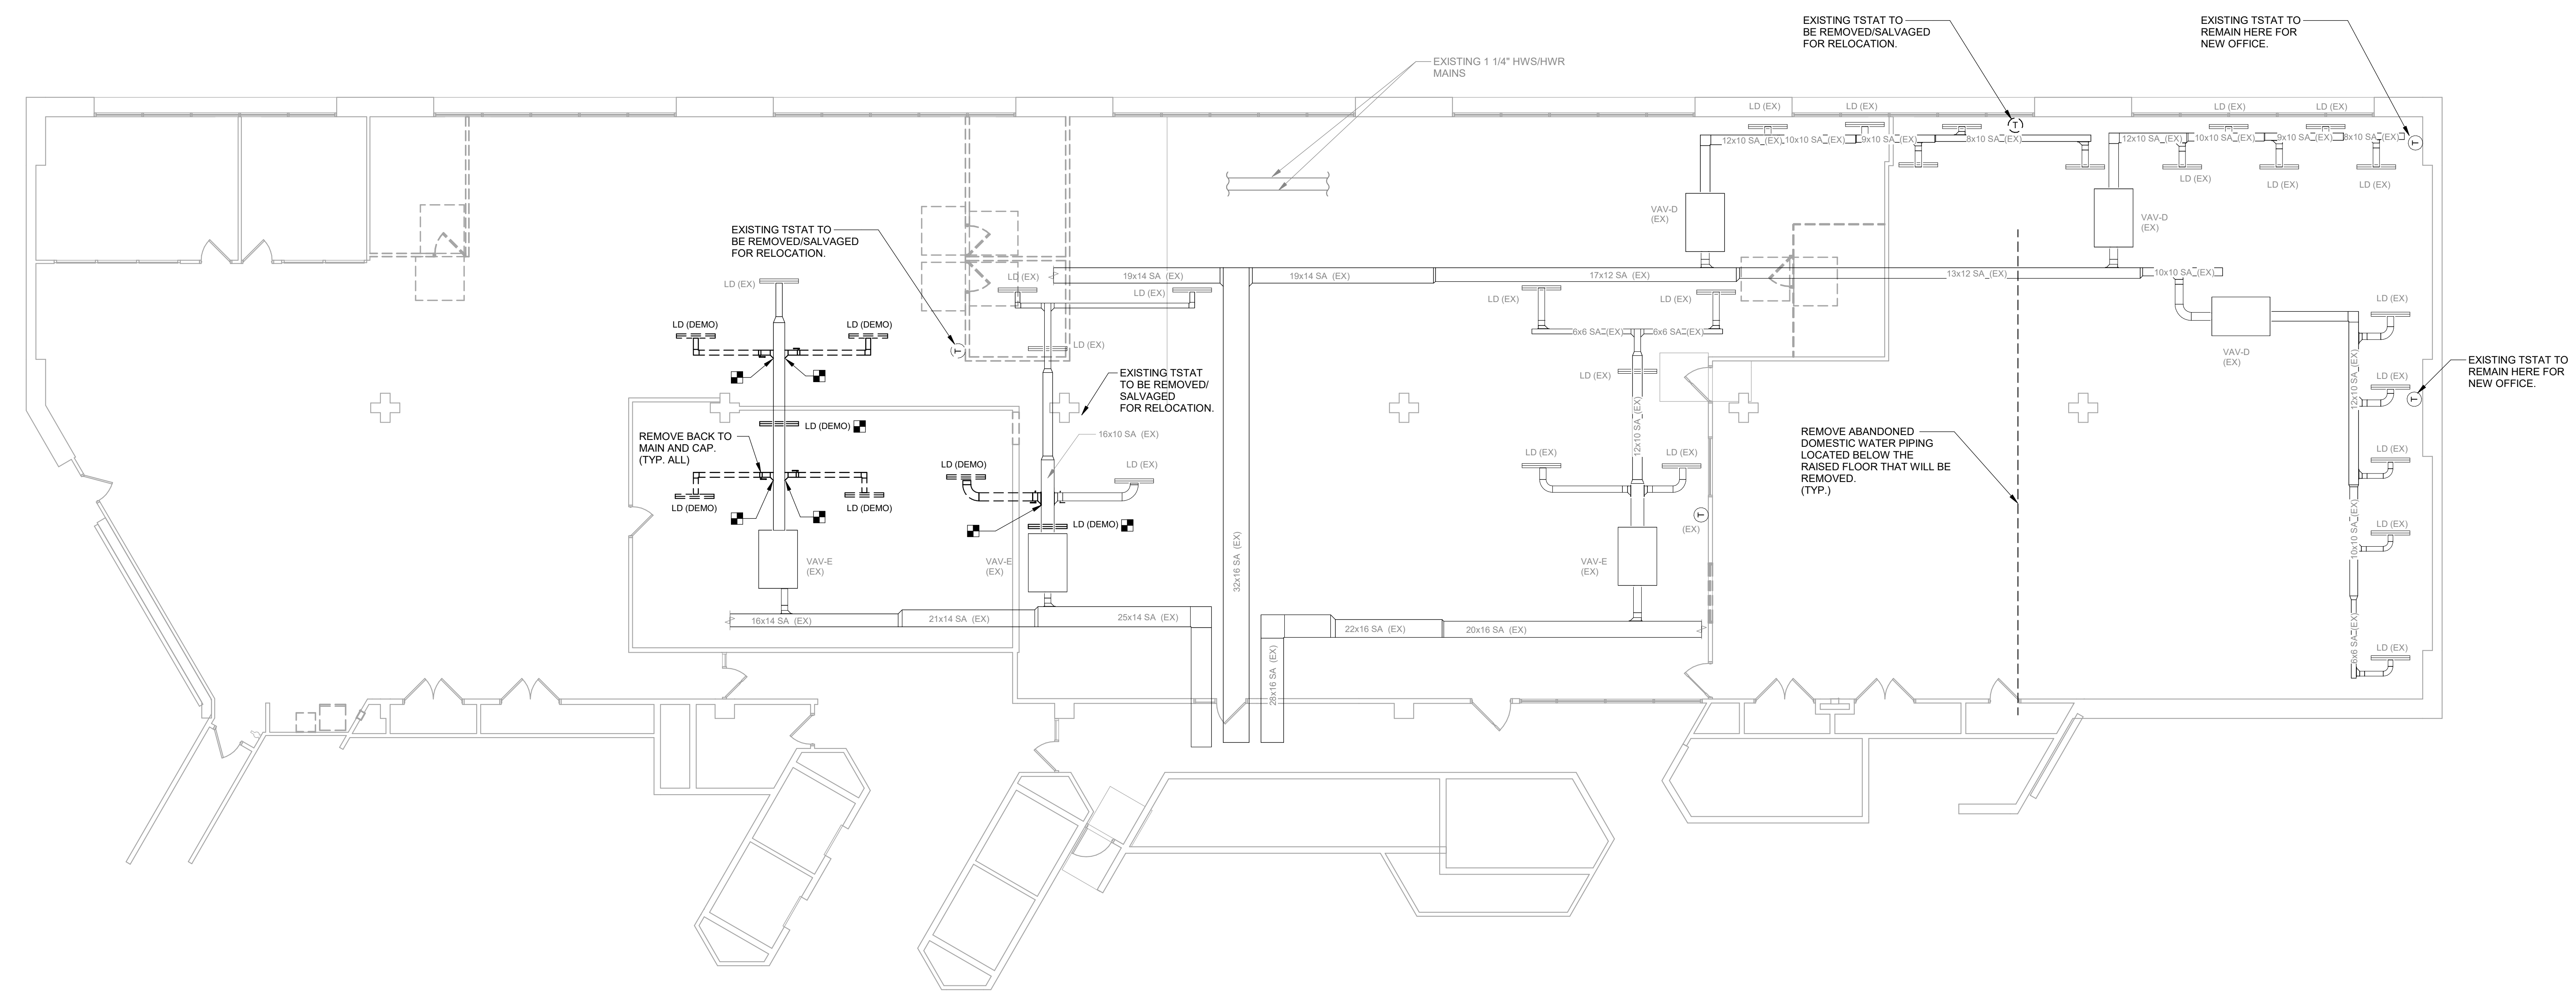 EXISTING TSTAT TO
BE REMOVED/SALVAGED
FOR RELOCATION.
EXISTING TSTAT TO
REMAIN HERE FOR
NEW OFFICE.
EXISTING 1 1/4" HWS/HWR
MAINS
LD (EX)
LD (EX)
LD (EX)
LD (EX)
12x10 SA (EX)
10x10 SA (EX)
9x10 SA (EX)
8x10 SA (EX)
T
12x10 SA (EX)
10x10 SA (EX)
9x10 SA (EX)
8x10 SA (EX)
T
LD (EX)
LD (EX)
LD (EX)
VAV-D
(EX)
VAV-D
(EX)
EXISTING TSTAT TO
BE REMOVED/SALVAGED
FOR RELOCATION.
LD (EX)
LD (EX)
19x14 SA (EX)
19x14 SA (EX)
17x12 SA (EX)
13x12 SA (EX)
10x10 SA (EX)
LD (EX)
LD (EX)
LD (EX)
LD (EX)
LD (DEMO)
LD (DEMO)
6x6 SA (EX)
6x6 SA (EX)
T
LD (EX)
VAV-D
(EX)
EXISTING TSTAT TO
REMAIN HERE FOR
NEW OFFICE.
T
EXISTING TSTAT
TO BE REMOVED/
SALVAGED
FOR RELOCATION.
LD (EX)
LD (EX)
12x10 SA (EX)
12x10 SA (EX)
LD (DEMO)
REMOVE BACK TO
MAIN AND CAP.
(TYP. ALL)
16x10 SA (EX)
REMOVE ABANDONED
DOMESTIC WATER PIPING
LOCATED BELOW THE
RAISED FLOOR THAT WILL BE
REMOVED.
(TYP.)
LD (DEMO)
LD (EX)
LD (EX)
LD (EX)
LD (EX)
LD (DEMO)
LD (DEMO)
LD (DEMO)
T
(EX)
LD (EX)
10x10 SA (EX)
VAV-E
(EX)
VAV-E
(EX)
32x16 SA (EX)
VAV-E
(EX)
16x14 SA (EX)
21x14 SA (EX)
25x14 SA (EX)
22x16 SA (EX)
20x16 SA (EX)
6x6 SA (EX)
LD (EX)
28x16 SA (EX)